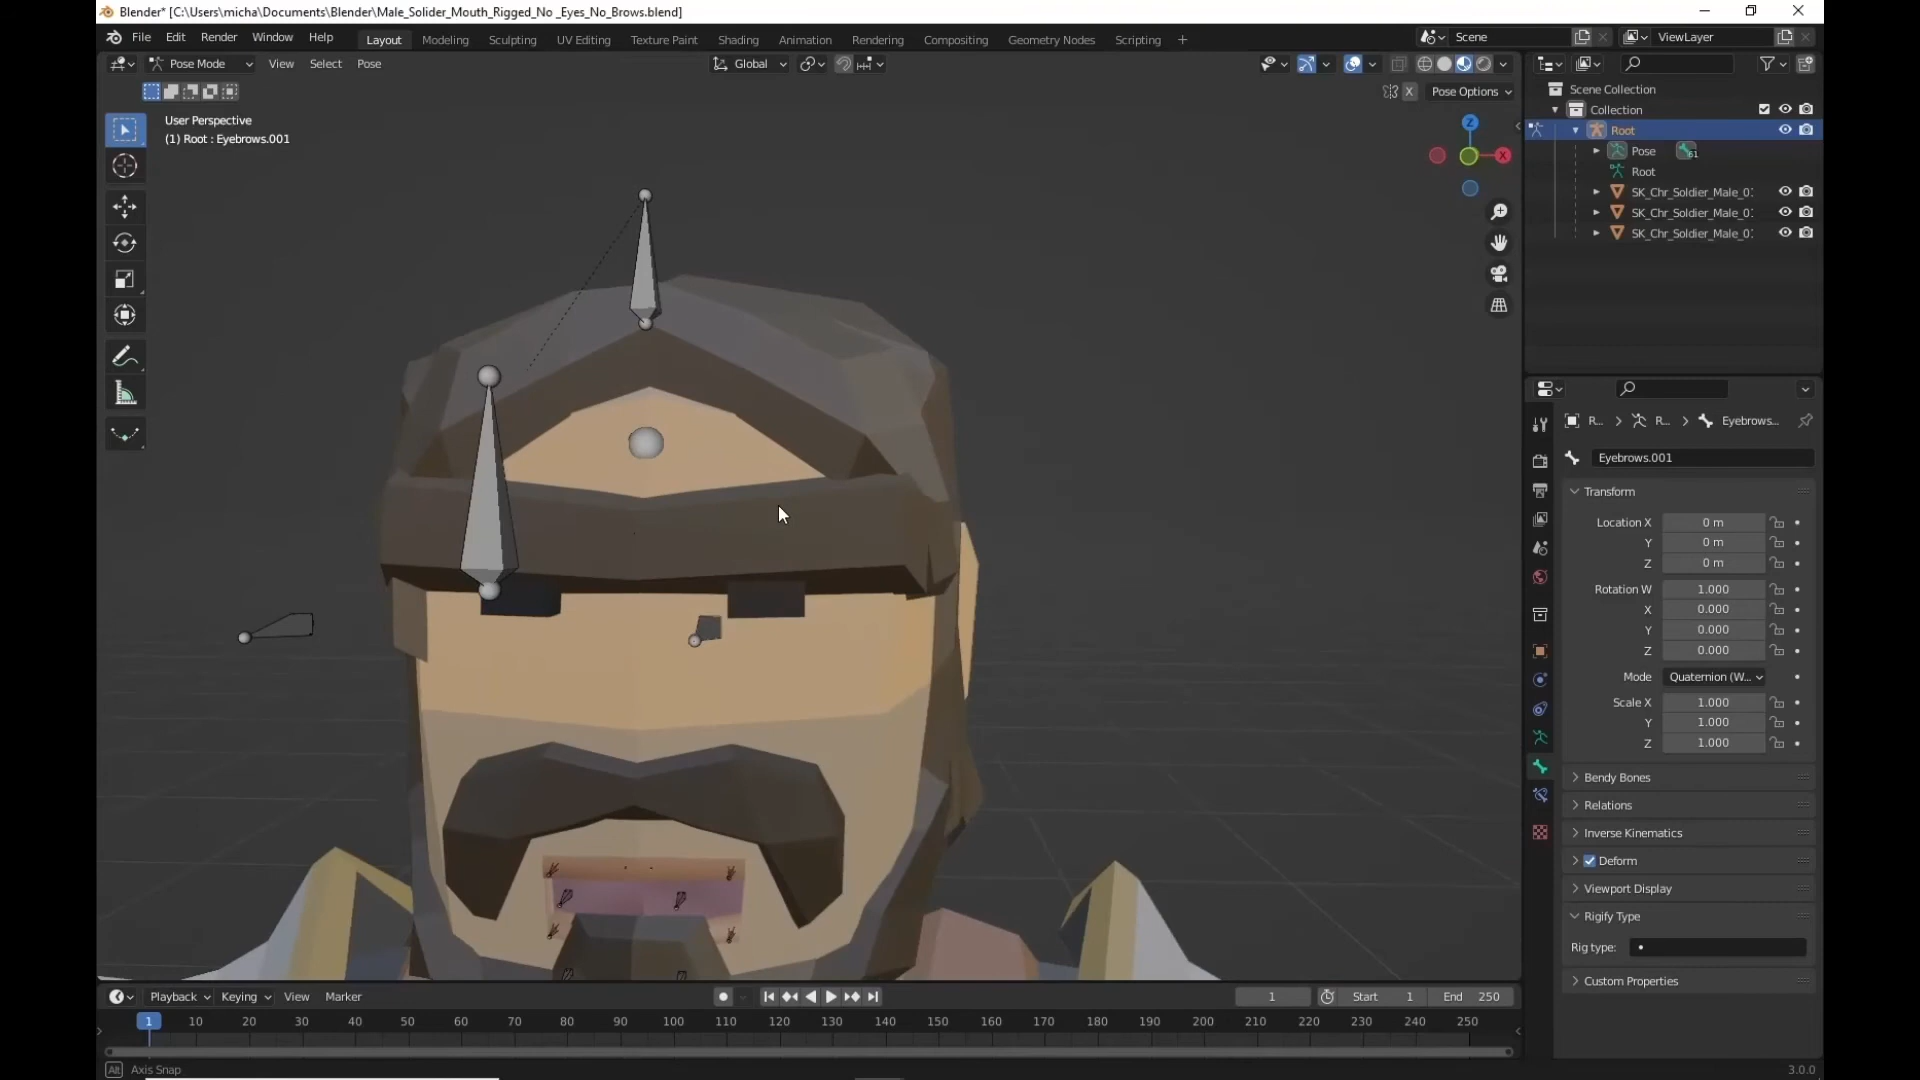 Blender* [C:\Users\micha\Documents\Blender\Male_Solider_Mouth_Rigged_No _Eyes_No_Brows.blend]
File Edit Render Window Help Layout Modeling Sculpting UV Editing Texture Paint Shading Animation Rendering Compositing Geometry Nodes Scripting + Scene ViewLayer
Pose Mode View Select Pose Global
X Pose Options
User Perspective
(1) Root : Eyebrows.001
Z
X
Scene Collection
Collection
Root
Pose 61
Root
SK_Chr_Soldier_Male_0:
SK_Chr_Soldier_Male_0:
SK_Chr_Soldier_Male_0:
R... > R... > Eyebrows...
Eyebrows.001
Transform
Location X 0 m
Y 0 m
Z 0 m
Rotation W 1.000
X 0.000
Y 0.000
Z 0.000
Mode Quaternion (W...
Scale X 1.000
Y 1.000
Z 1.000
Bendy Bones
Relations
Inverse Kinematics
Deform
Viewport Display
Rigify Type
Rig type:
Custom Properties
Playback Keying View Marker 1 Start 1 End 250
1 10 20 30 40 50 60 70 80 90 100 110 120 130 140 150 160 170 180 190 200 210 220 230 240 250
Alt Axis Snap 3.0.0